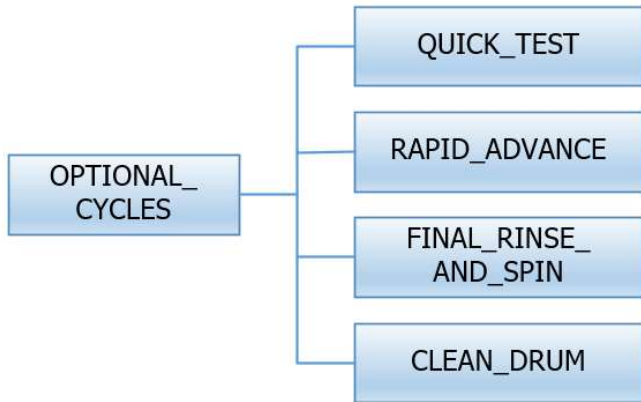 QUICK_TEST
RAPID_ADVANCE
OPTIONAL_
CYCLES
FINAL_RINSE_
AND_SPIN
CLEAN_DRUM